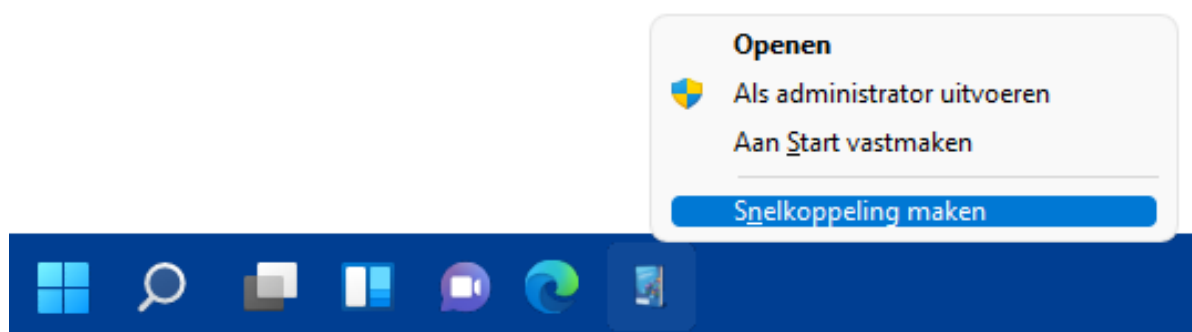 Openen
Als administrator uitvoeren
Aan Start vastmaken
Snelkoppeling maken